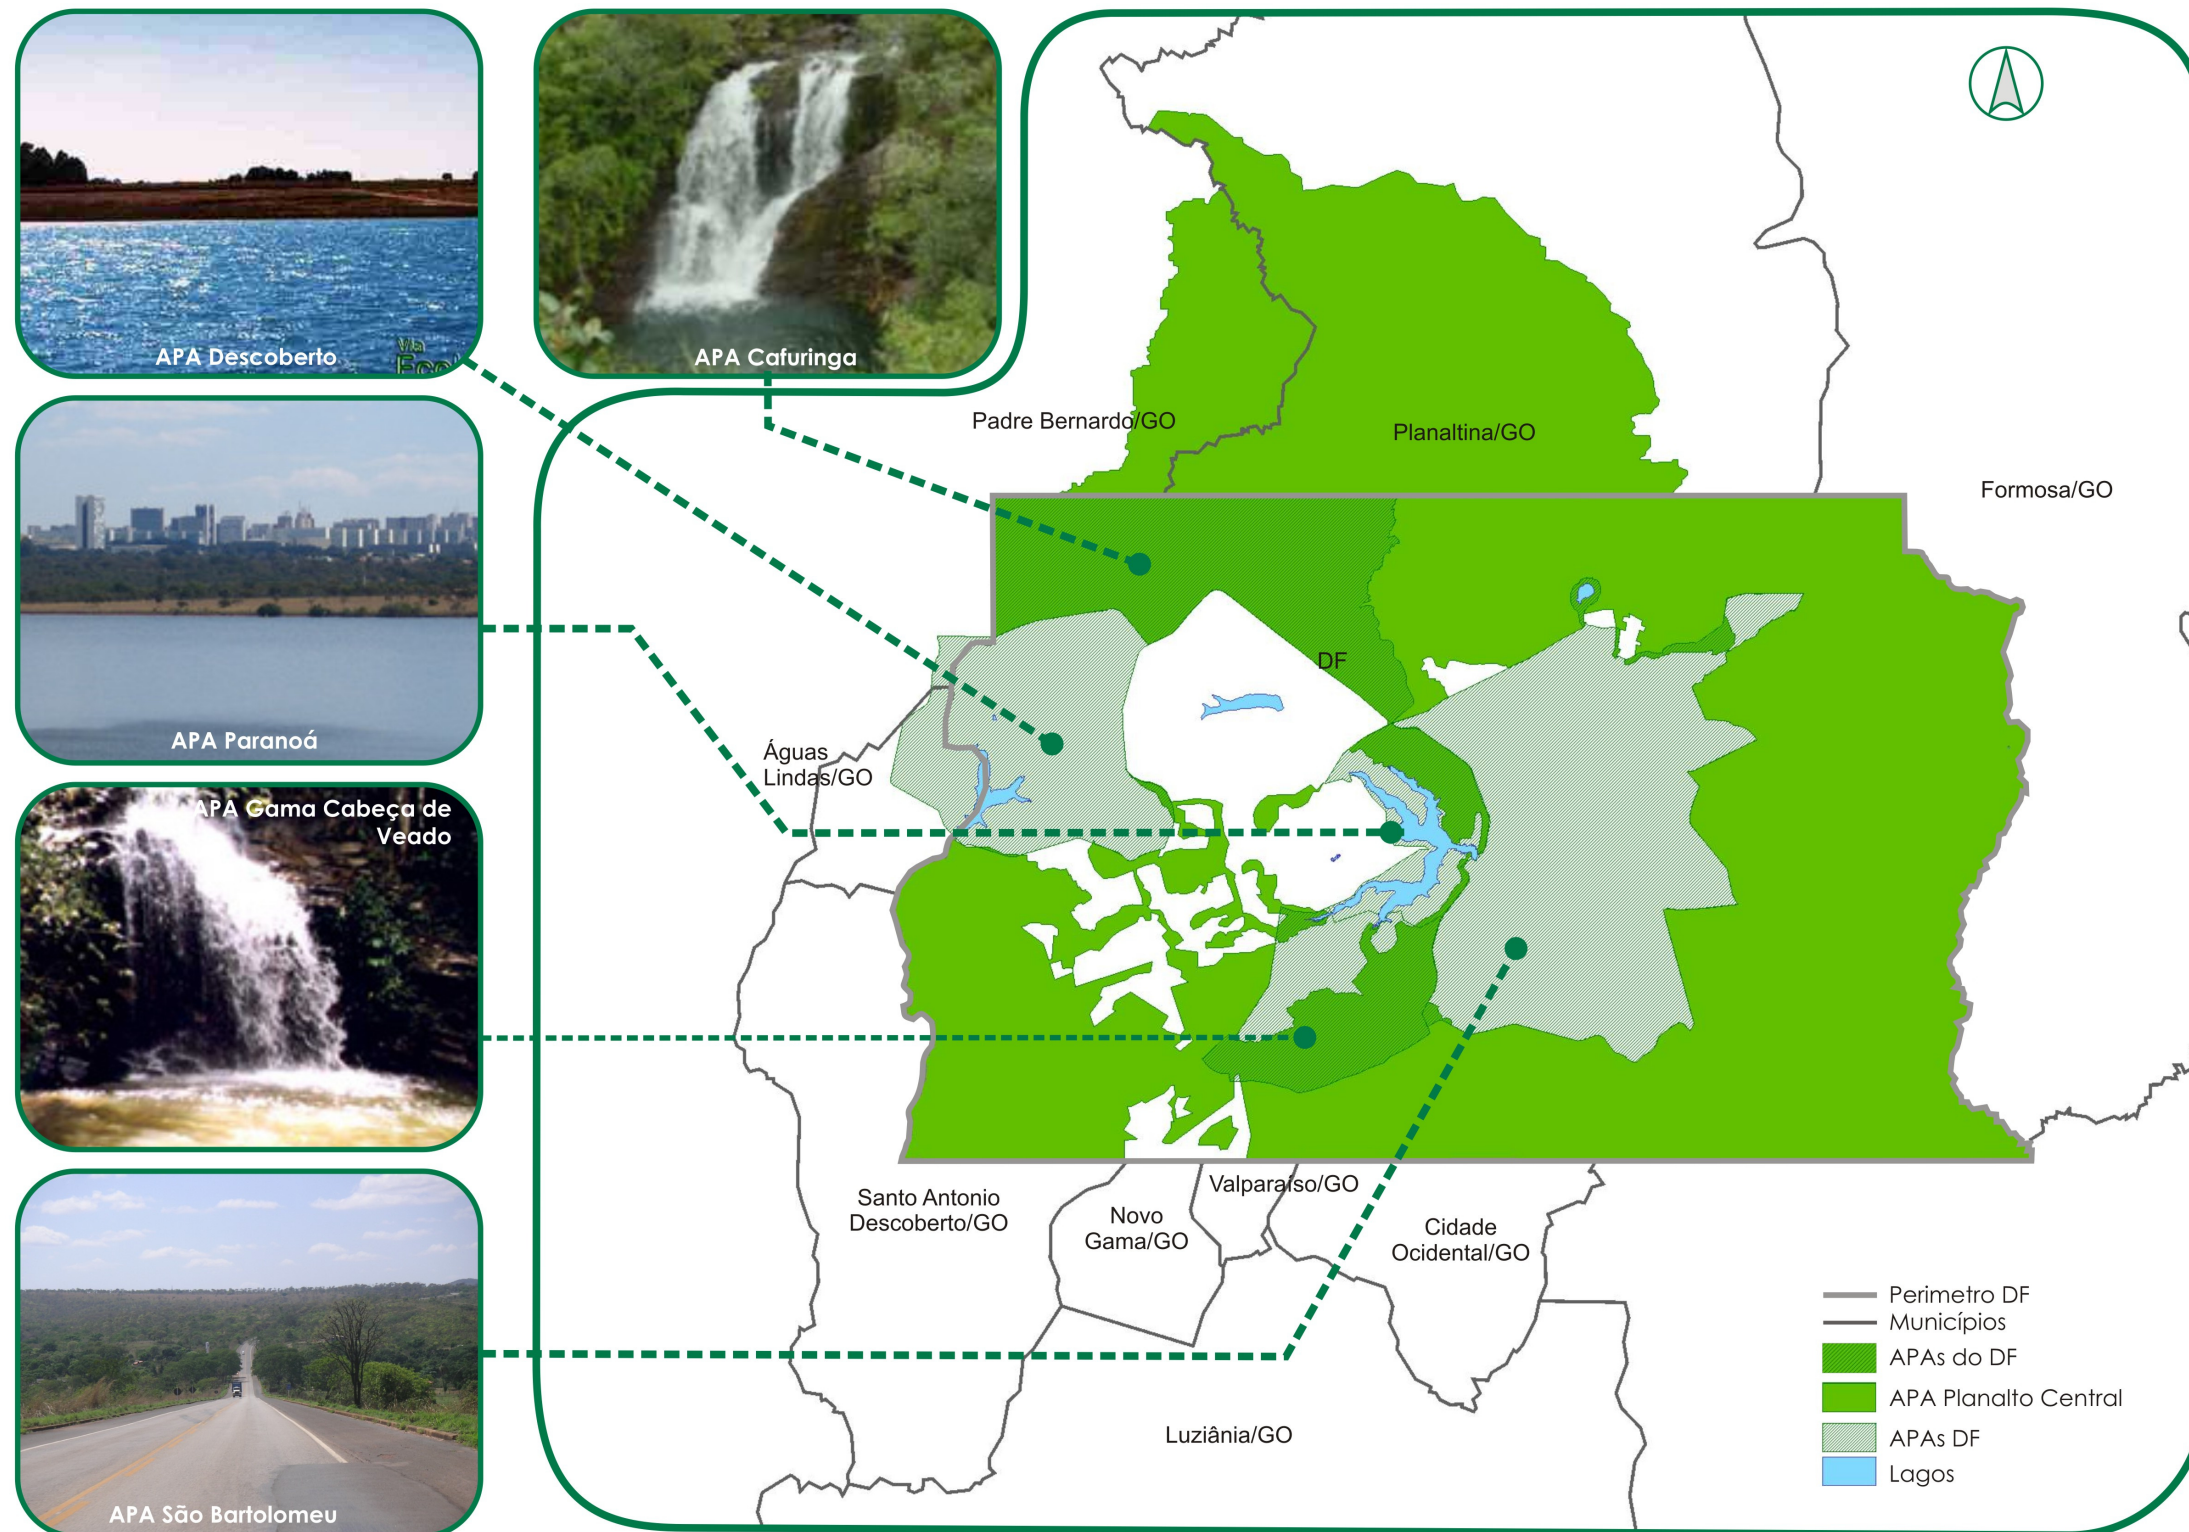 APA Descoberto
Via
APA Cafuringa
APA Paranoá
APA Gama Cabeça de
Veado
APA São Bartolomeu
Padre Bernardo/GO
Planaltina/GO
Formosa/GO
DF
Águas
Lindas/GO
Santo Antonio
Descoberto/GO
Novo
Gama/GO
Valparaíso/GO
Cidade
Ocidental/GO
Luziânia/GO
Perimetro DF
Municípios
APAs do DF
APA Planalto Central
APAs DF
Lagos